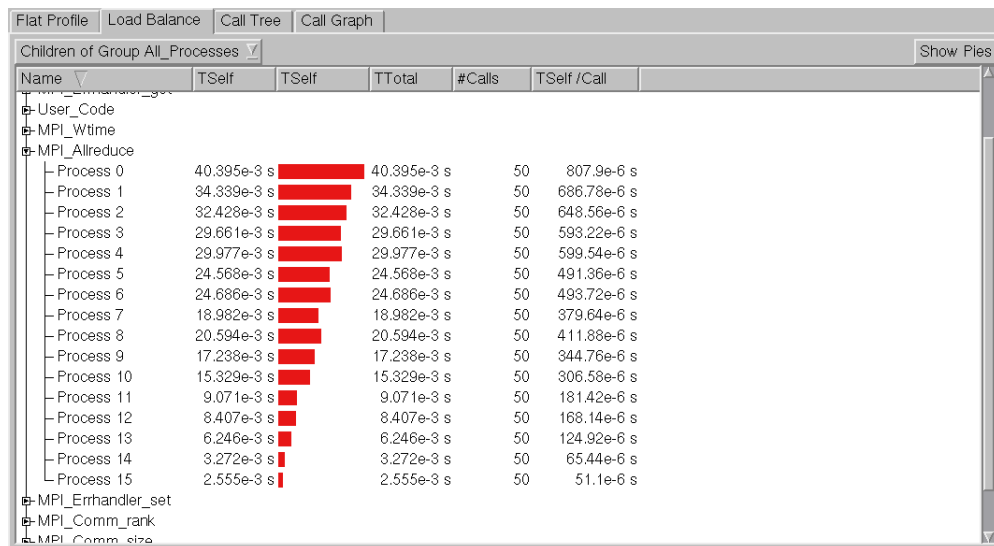 Flat Profile Load Balance Call Tree Call Graph
Children of Group All_Processes Show Pies
Name TSelf TSelf TTotal #Calls TSelf /Call
MPI_Errhandler_get
User_Code
MPI_Wtime
MPI_Allreduce
Process 0 40.395e-3 s 40.395e-3 s 50 807.9e-6 s
Process 1 34.339e-3 s 34.339e-3 s 50 686.78e-6 s
Process 2 32.428e-3 s 32.428e-3 s 50 648.56e-6 s
Process 3 29.661e-3 s 29.661e-3 s 50 593.22e-6 s
Process 4 29.977e-3 s 29.977e-3 s 50 599.54e-6 s
Process 5 24.568e-3 s 24.568e-3 s 50 491.36e-6 s
Process 6 24.686e-3 s 24.686e-3 s 50 493.72e-6 s
Process 7 18.982e-3 s 18.982e-3 s 50 379.64e-6 s
Process 8 20.594e-3 s 20.594e-3 s 50 411.88e-6 s
Process 9 17.238e-3 s 17.238e-3 s 50 344.76e-6 s
Process 10 15.329e-3 s 15.329e-3 s 50 306.58e-6 s
Process 11 9.071e-3 s 9.071e-3 s 50 181.42e-6 s
Process 12 8.407e-3 s 8.407e-3 s 50 168.14e-6 s
Process 13 6.246e-3 s 6.246e-3 s 50 124.92e-6 s
Process 14 3.272e-3 s 3.272e-3 s 50 65.44e-6 s
Process 15 2.555e-3 s 2.555e-3 s 50 51.1e-6 s
MPI_Errhandler_set
MPI_Comm_rank
MPI_Comm_size